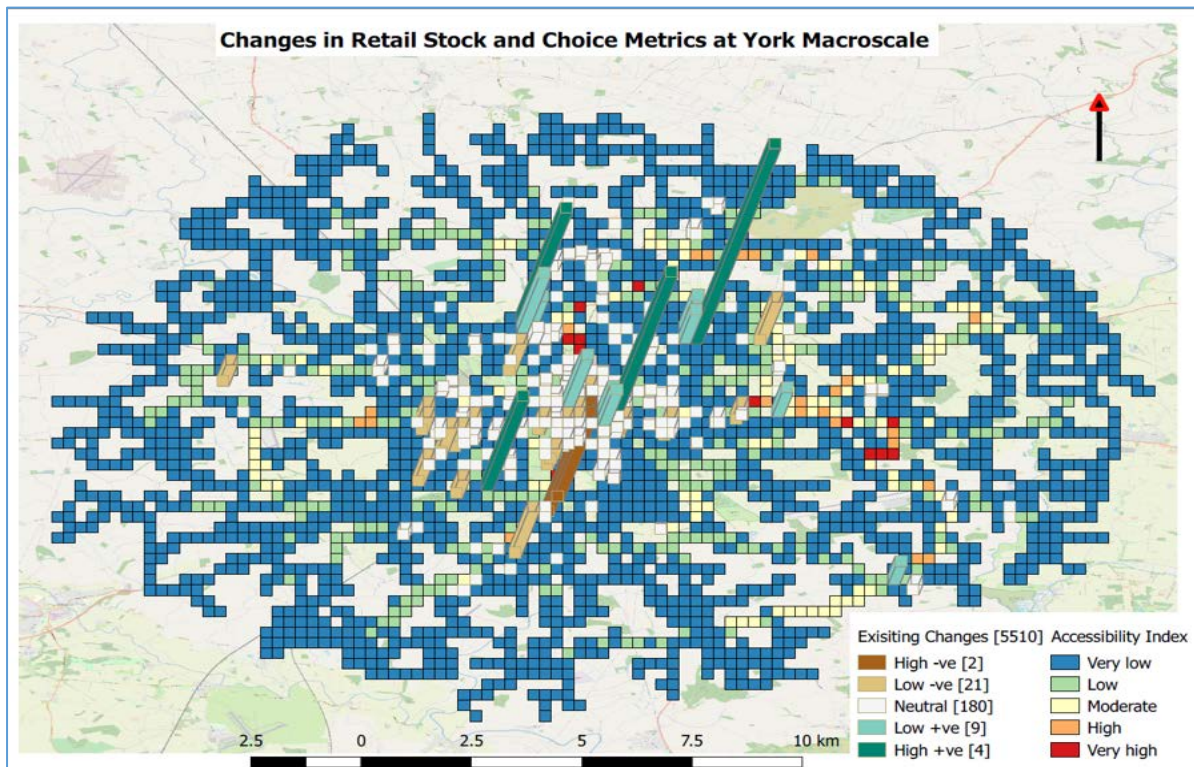 Changes in Retail Stock and Choice Metrics at York Macroscale
Exisiting Changes [5510] Accessibility Index
High -ve [2] Very low
Low -ve [21] Low
Neutral [180] Moderate
Low +ve [9] High
High +ve [4] Very high
2.5 0 2.5 5 7.5 10 km